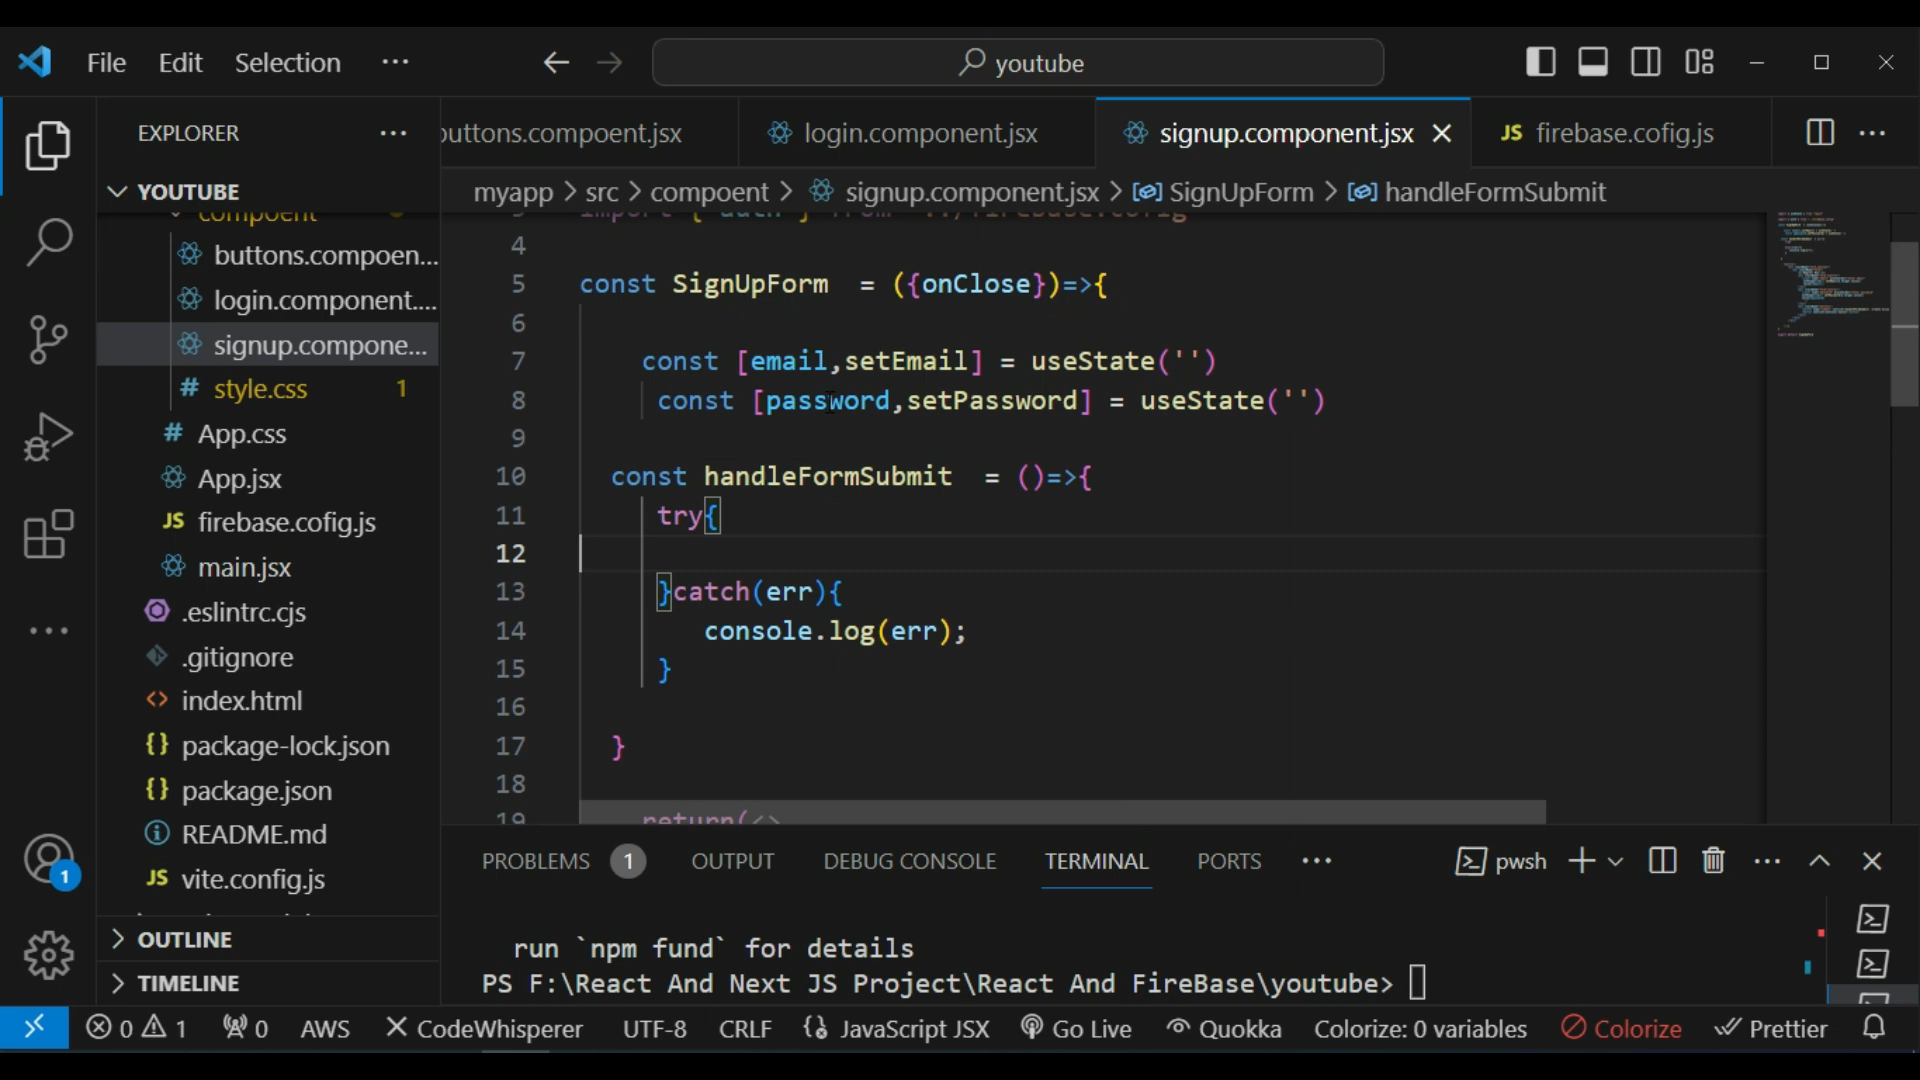 File Edit Selection ··· youtube
EXPLORER ···
YOUTUBE
compoent
buttons.compoen...
login.component....
signup.compone...
style.css 1
App.css
App.jsx
JS firebase.cofig.js
main.jsx
.eslintrc.cjs
.gitignore
index.html
package-lock.json
package.json
README.md
JS vite.config.js
OUTLINE
TIMELINE
buttons.compoent.jsx login.component.jsx signup.component.jsx JS firebase.cofig.js
myapp > src > compoent > signup.component.jsx > SignUpForm > handleFormSubmit
4
5 const SignUpForm = ({onClose})=>{
6
7 const [email,setEmail] = useState('')
8 const [password,setPassword] = useState('')
9
10 const handleFormSubmit = ()=>{
11 try{
12
13 }catch(err){
14 console.log(err);
15 }
16
17 }
18
19 return(<>
PROBLEMS 1 OUTPUT DEBUG CONSOLE TERMINAL PORTS ··· pwsh
run `npm fund` for details
PS F:\React And Next JS Project\React And FireBase\youtube>
1
0 1 0 AWS CodeWhisperer UTF-8 CRLF JavaScript JSX Go Live Quokka Colorize: 0 variables Colorize Prettier